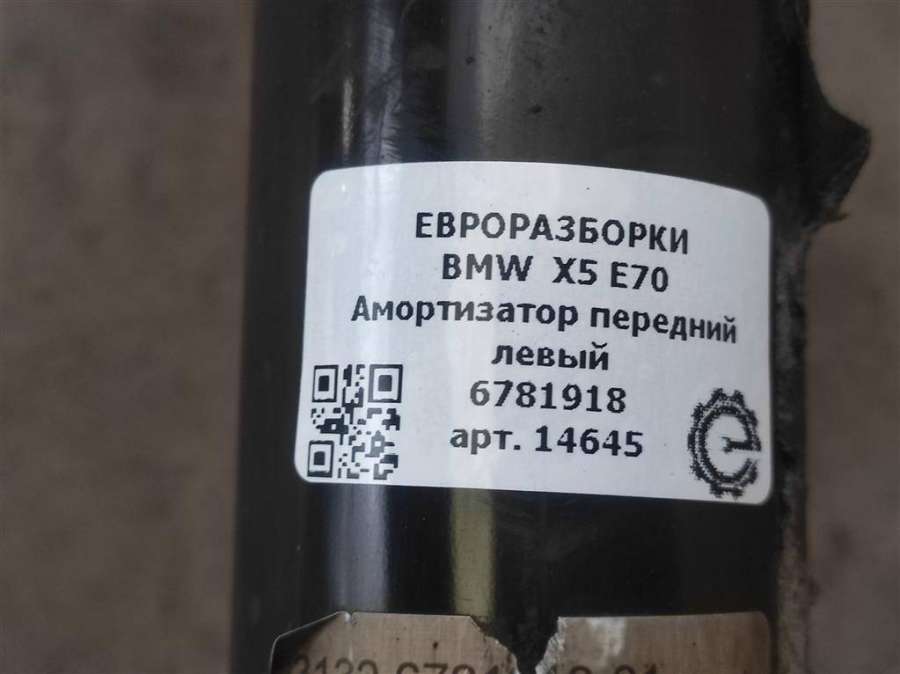 ЕВРОРАЗБОРКИ
BMW X5 E70
Амортизатор передний
левый
6781918
арт. 14645